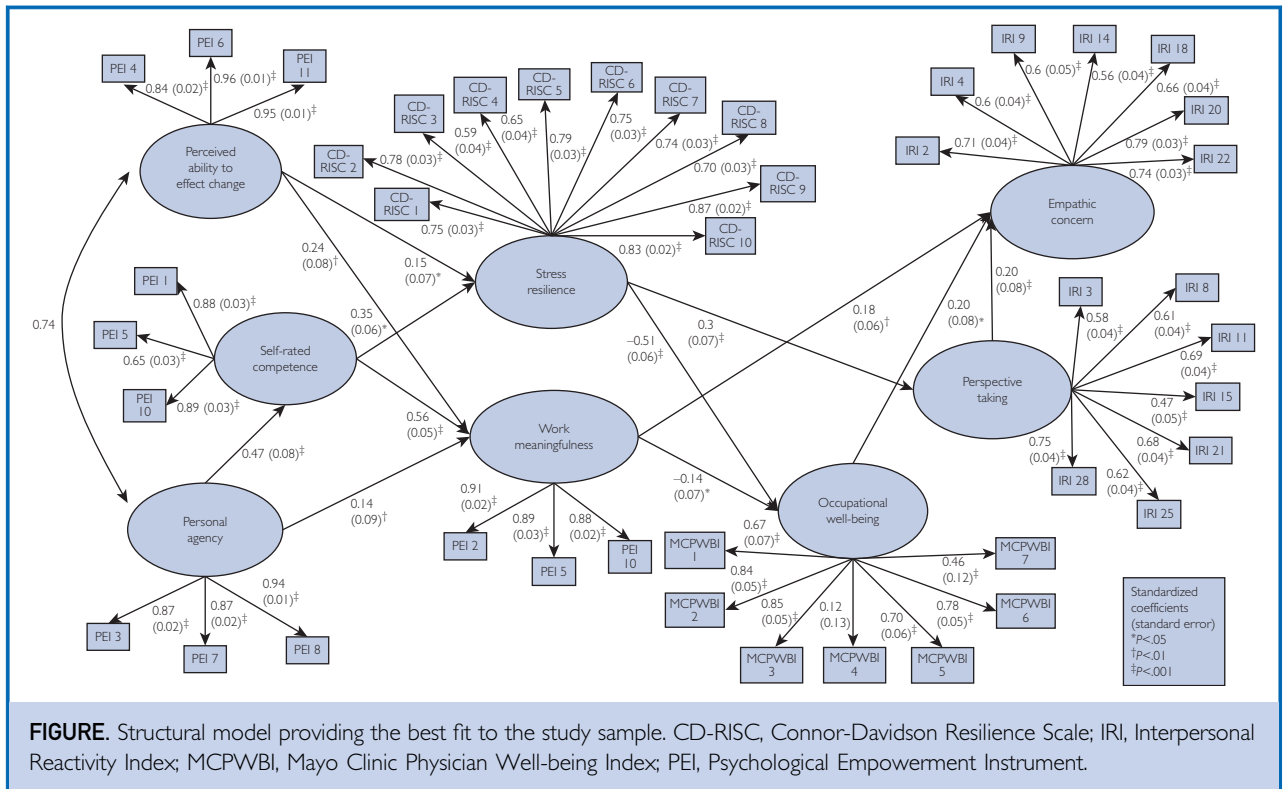 PEI 4
PEI 6
PEI
11
0.84 (0.02)‡
0.96 (0.01)‡
0.95 (0.01)‡
Perceived
ability to
effect change
CD-
RISC 1
CD-
RISC 2
CD-
RISC 3
CD-
RISC 4
CD-
RISC 5
CD-
RISC 6
CD-
RISC 7
CD-
RISC 8
CD-
RISC 9
CD-
RISC 10
0.75 (0.03)‡
0.78 (0.03)‡
0.59
(0.04)‡
0.65
(0.04)‡
0.79
(0.03)‡
0.75
(0.03)‡
0.74 (0.03)‡
0.70 (0.03)‡
0.87 (0.02)‡
0.83 (0.02)‡
Stress
resilience
IRI 2
IRI 4
IRI 9
IRI 14
IRI 18
IRI 20
IRI 22
0.71 (0.04)‡
0.6 (0.04)‡
0.6 (0.05)‡
0.56 (0.04)‡
0.66 (0.04)‡
0.79 (0.03)‡
0.74 (0.03)‡
Empathic
concern
0.24
(0.08)†
0.15
(0.07)*
0.74
PEI 1
PEI 5
PEI
10
0.88 (0.03)‡
0.65 (0.03)‡
0.89 (0.03)‡
Self-rated
competence
0.35
(0.06)*
0.56
(0.05)‡
0.47 (0.08)‡
−0.51
(0.06)‡
0.3
(0.07)‡
0.18
(0.06)†
0.20
(0.08)*
0.20
(0.08)‡
IRI 3
IRI 8
IRI 11
IRI 15
IRI 21
IRI 25
IRI 28
0.58
(0.04)‡
0.61
(0.04)‡
0.69
(0.04)‡
0.47
(0.05)‡
0.68
(0.04)‡
0.62
(0.04)‡
0.75
(0.04)‡
Perspective
taking
Work
meaningfulness
0.91
(0.02)‡
0.89
(0.03)‡
0.88
(0.02)‡
PEI 2
PEI 5
PEI
10
Personal
agency
0.14
(0.09)†
0.87
(0.02)‡
0.87
(0.02)‡
0.94
(0.01)‡
PEI 3
PEI 7
PEI 8
−0.14
(0.07)*
Occupational
well-being
0.67
(0.07)‡
0.84
(0.05)‡
0.85
(0.05)‡
0.12
(0.13)
0.70
(0.06)‡
0.78
(0.05)‡
0.46
(0.12)‡
MCPWBI
1
MCPWBI
2
MCPWBI
3
MCPWBI
4
MCPWBI
5
MCPWBI
6
MCPWBI
7
Standardized
coefficients
(standard error)
*P<.05
†P<.01
‡P<.001
FIGURE. Structural model providing the best fit to the study sample. CD-RISC, Connor-Davidson Resilience Scale; IRI, Interpersonal
Reactivity Index; MCPWBI, Mayo Clinic Physician Well-being Index; PEI, Psychological Empowerment Instrument.